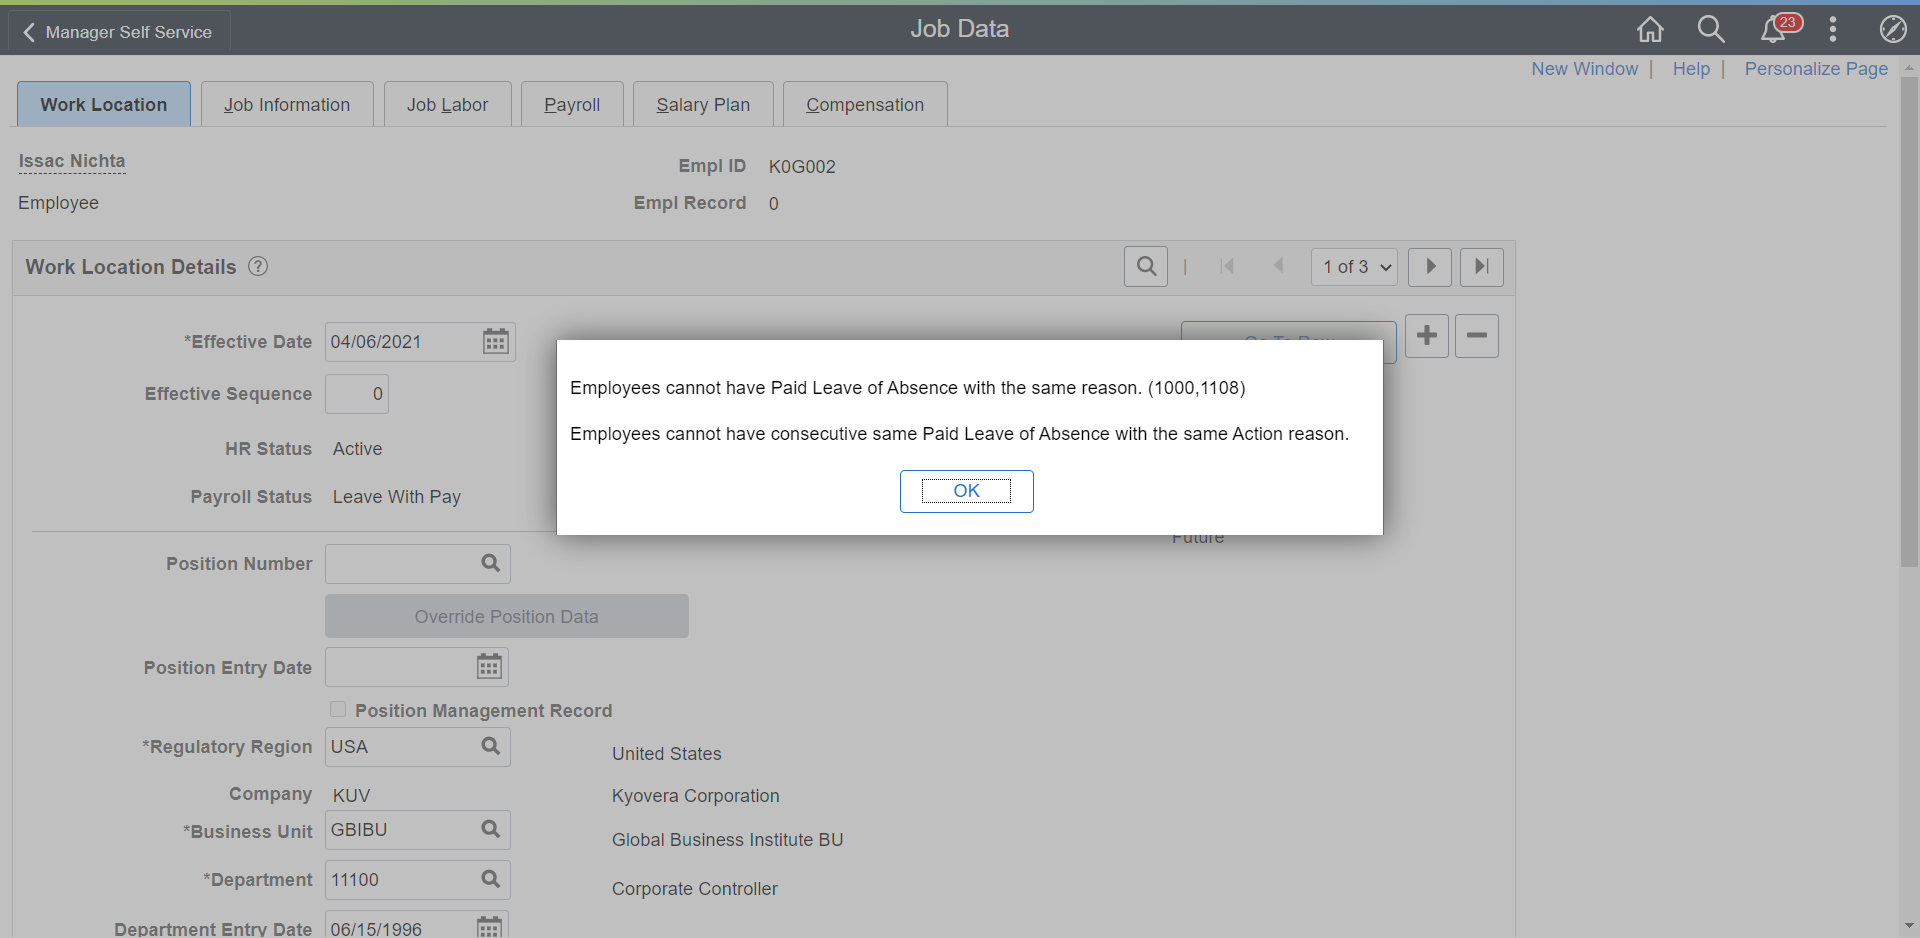 Manager Self Service
Job Data
23
New Window | Help | Personalize Page
Work Location
Job Information
Job Labor
Payroll
Salary Plan
Compensation
Issac Nichta
Empl ID K0G002
Employee
Empl Record 0
Work Location Details ?
1 of 3
*Effective Date 04/06/2021
Go To Row
Effective Sequence 0
HR Status Active
Payroll Status Leave With Pay
Employees cannot have Paid Leave of Absence with the same reason. (1000,1108)
Employees cannot have consecutive same Paid Leave of Absence with the same Action reason.
OK
Future
Position Number
Override Position Data
Position Entry Date
Position Management Record
*Regulatory Region USA United States
Company KUV Kyovera Corporation
*Business Unit GBIBU Global Business Institute BU
*Department 11100 Corporate Controller
Department Entry Date 06/15/1996